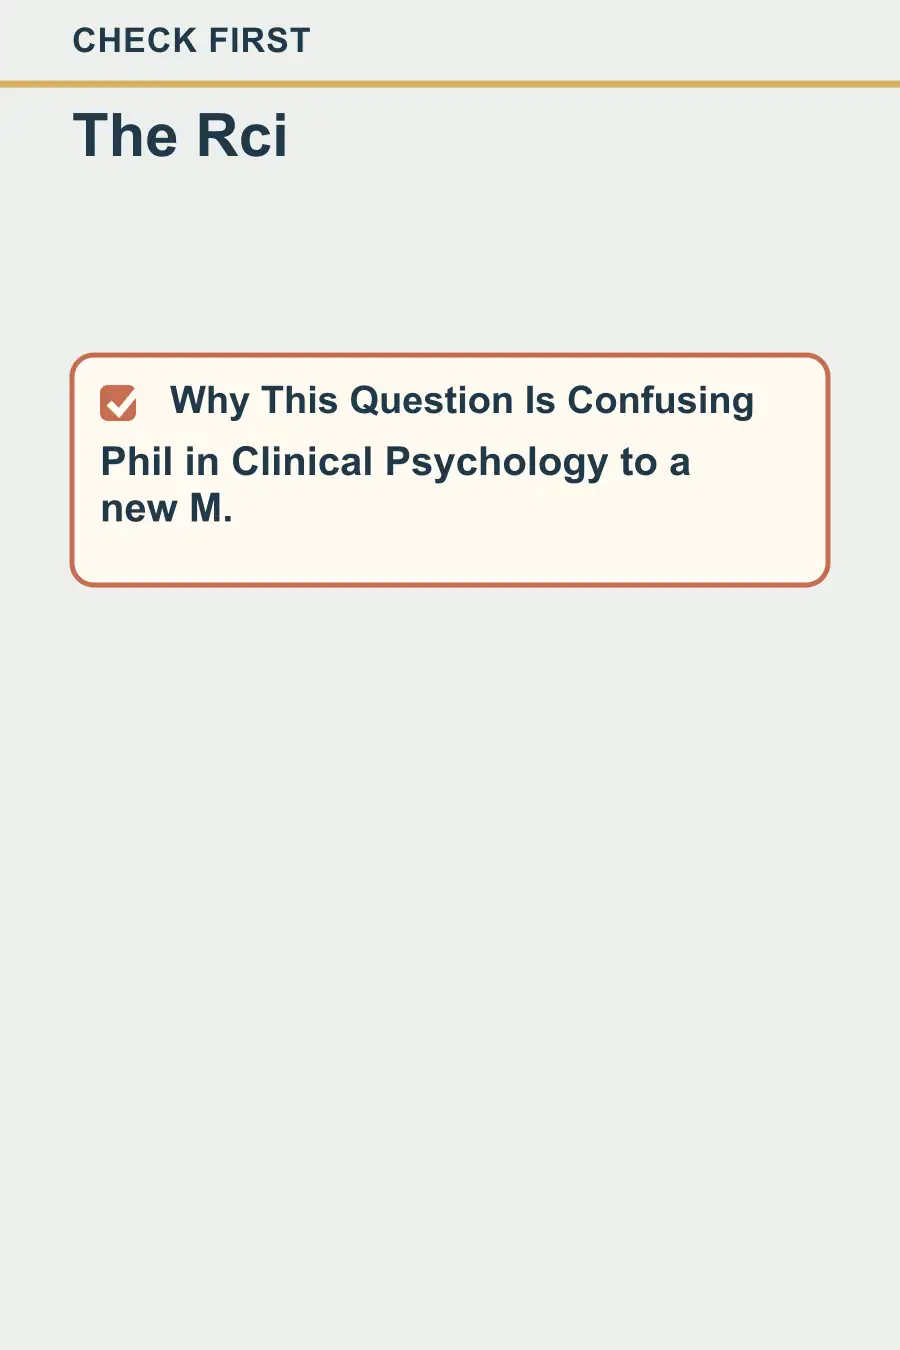 CHECK FIRST
The Rci
Why This Question Is Confusing
Phil in Clinical Psychology to a
new M.